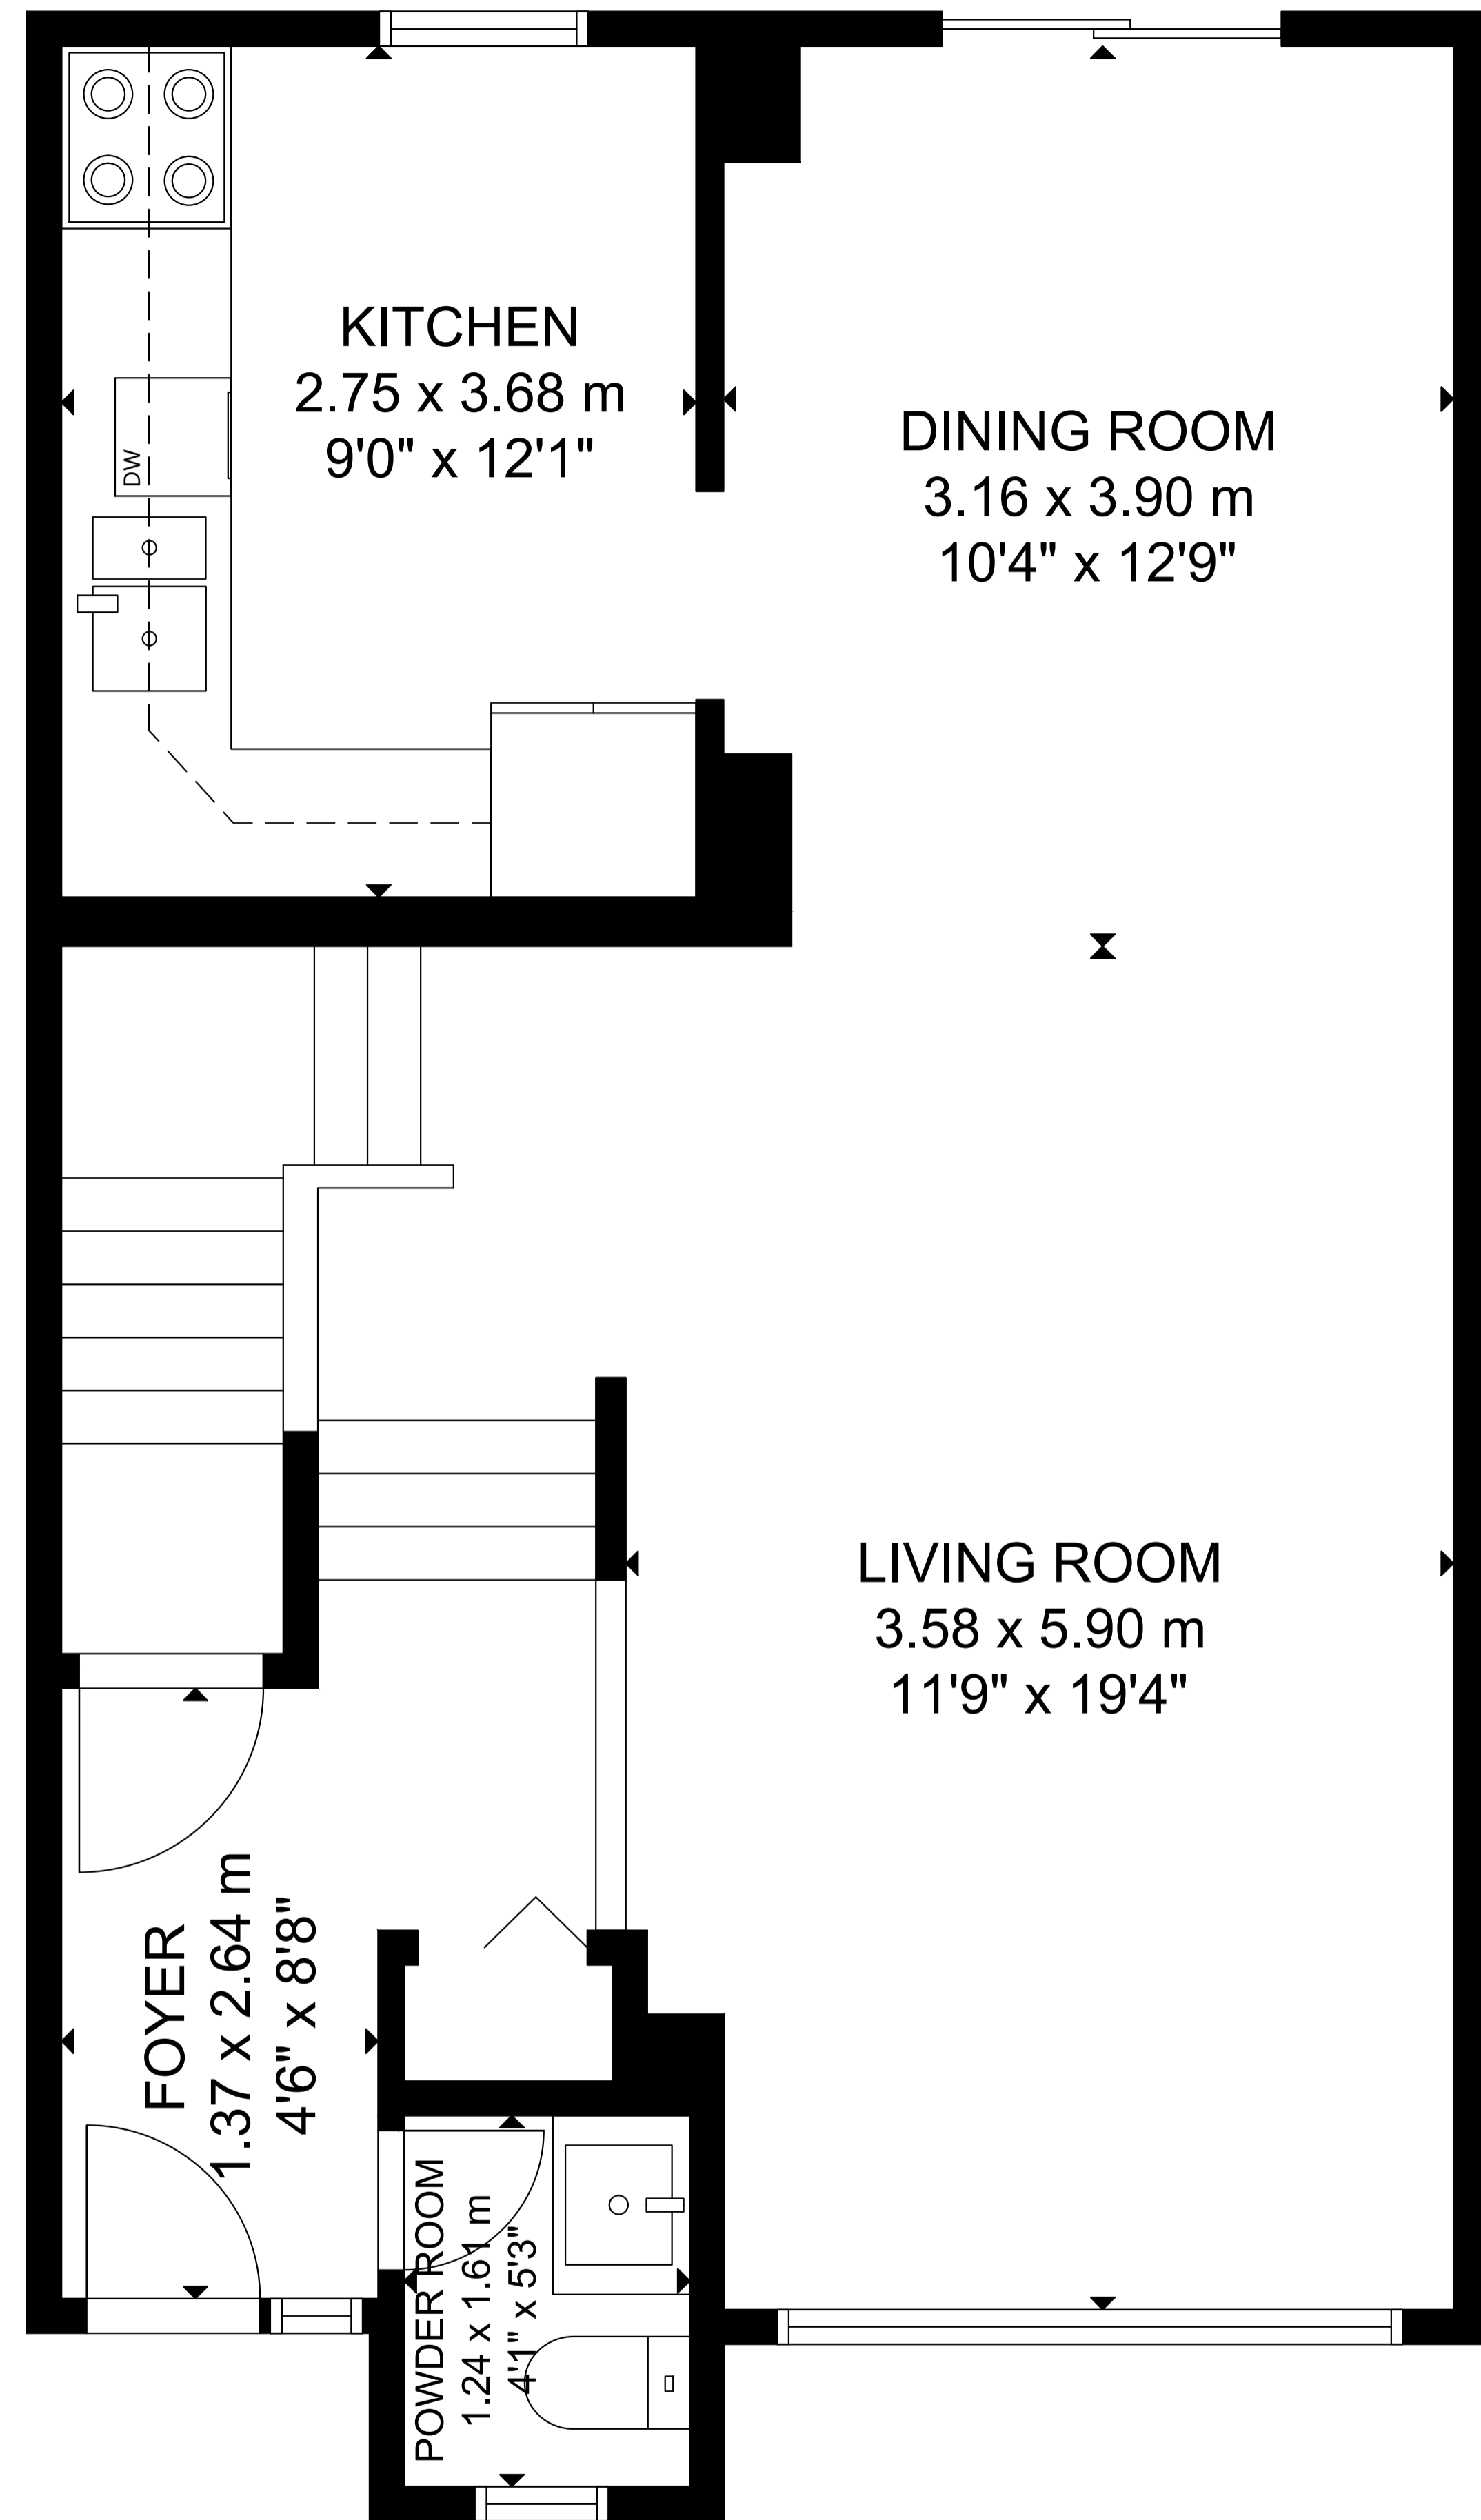 KITCHEN
2.75 x 3.68 m
9'0" x 12'1"
DW
DINING ROOM
3.16 x 3.90 m
10'4" x 12'9"
LIVING ROOM
3.58 x 5.90 m
11'9" x 19'4"
FOYER
1.37 x 2.64 m
4'6" x 8'8"
POWDER ROOM
1.24 x 1.61 m
4'1" x 5'3"